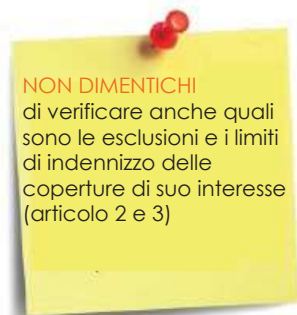 NON DIMENTICHI
di verificare anche quali
sono le esclusioni e i limiti
di indennizzo delle
coperture di suo interesse
(articolo 2 e 3)